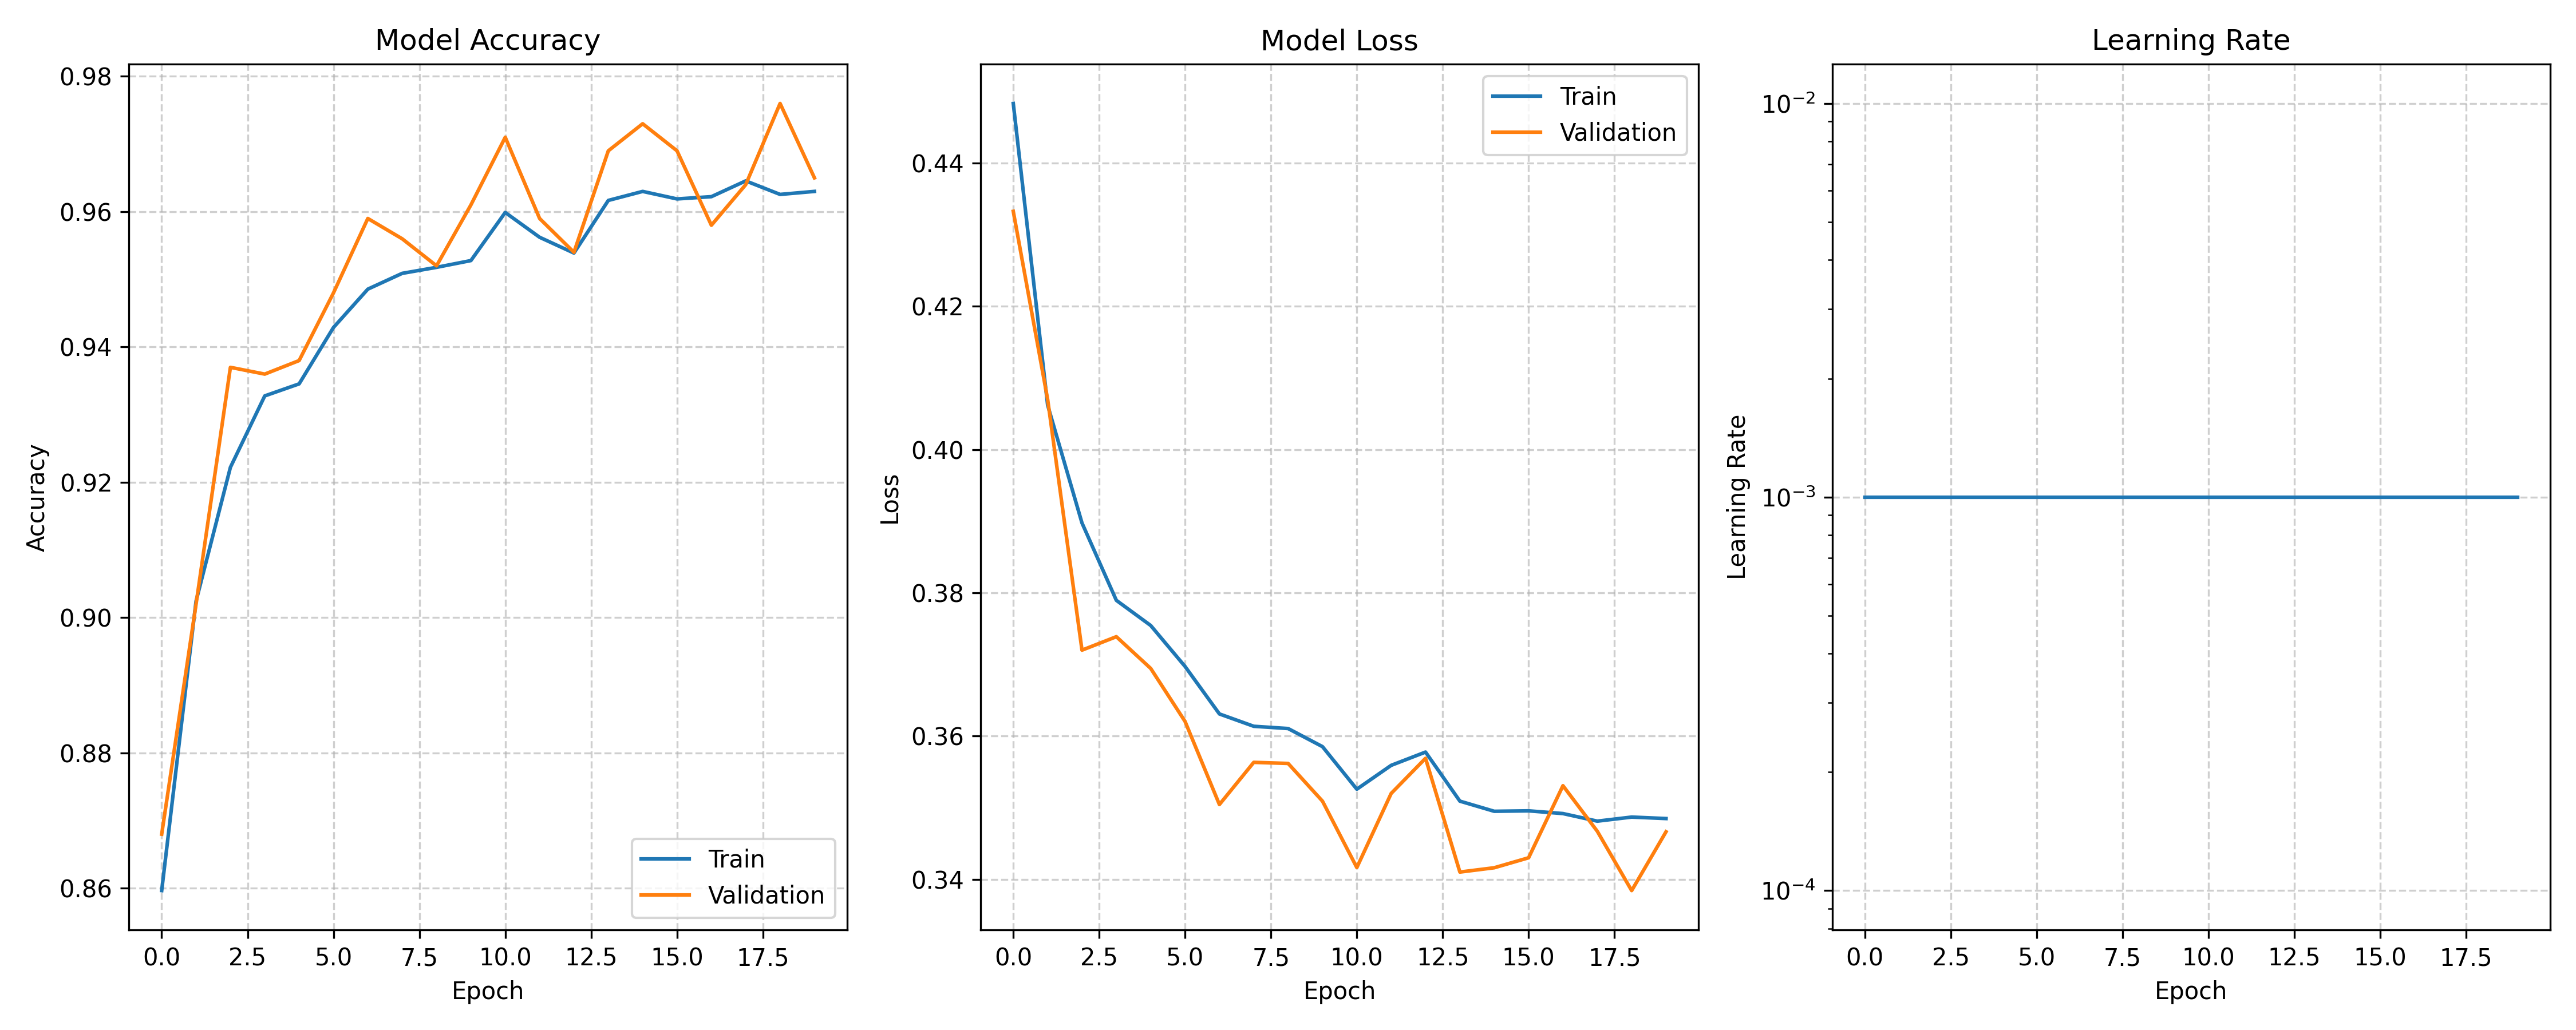 Model Accuracy
0.98
0.96
0.94
0.92
0.90
0.88
0.86
Accuracy
Train
Validation
0.0 2.5 5.0 7.5 10.0 12.5 15.0 17.5
Epoch
Model Loss
0.44
0.42
0.40
0.38
0.36
0.34
Loss
Train
Validation
0.0 2.5 5.0 7.5 10.0 12.5 15.0 17.5
Epoch
Learning Rate
10⁻²
10⁻³
10⁻⁴
Learning Rate
0.0 2.5 5.0 7.5 10.0 12.5 15.0 17.5
Epoch